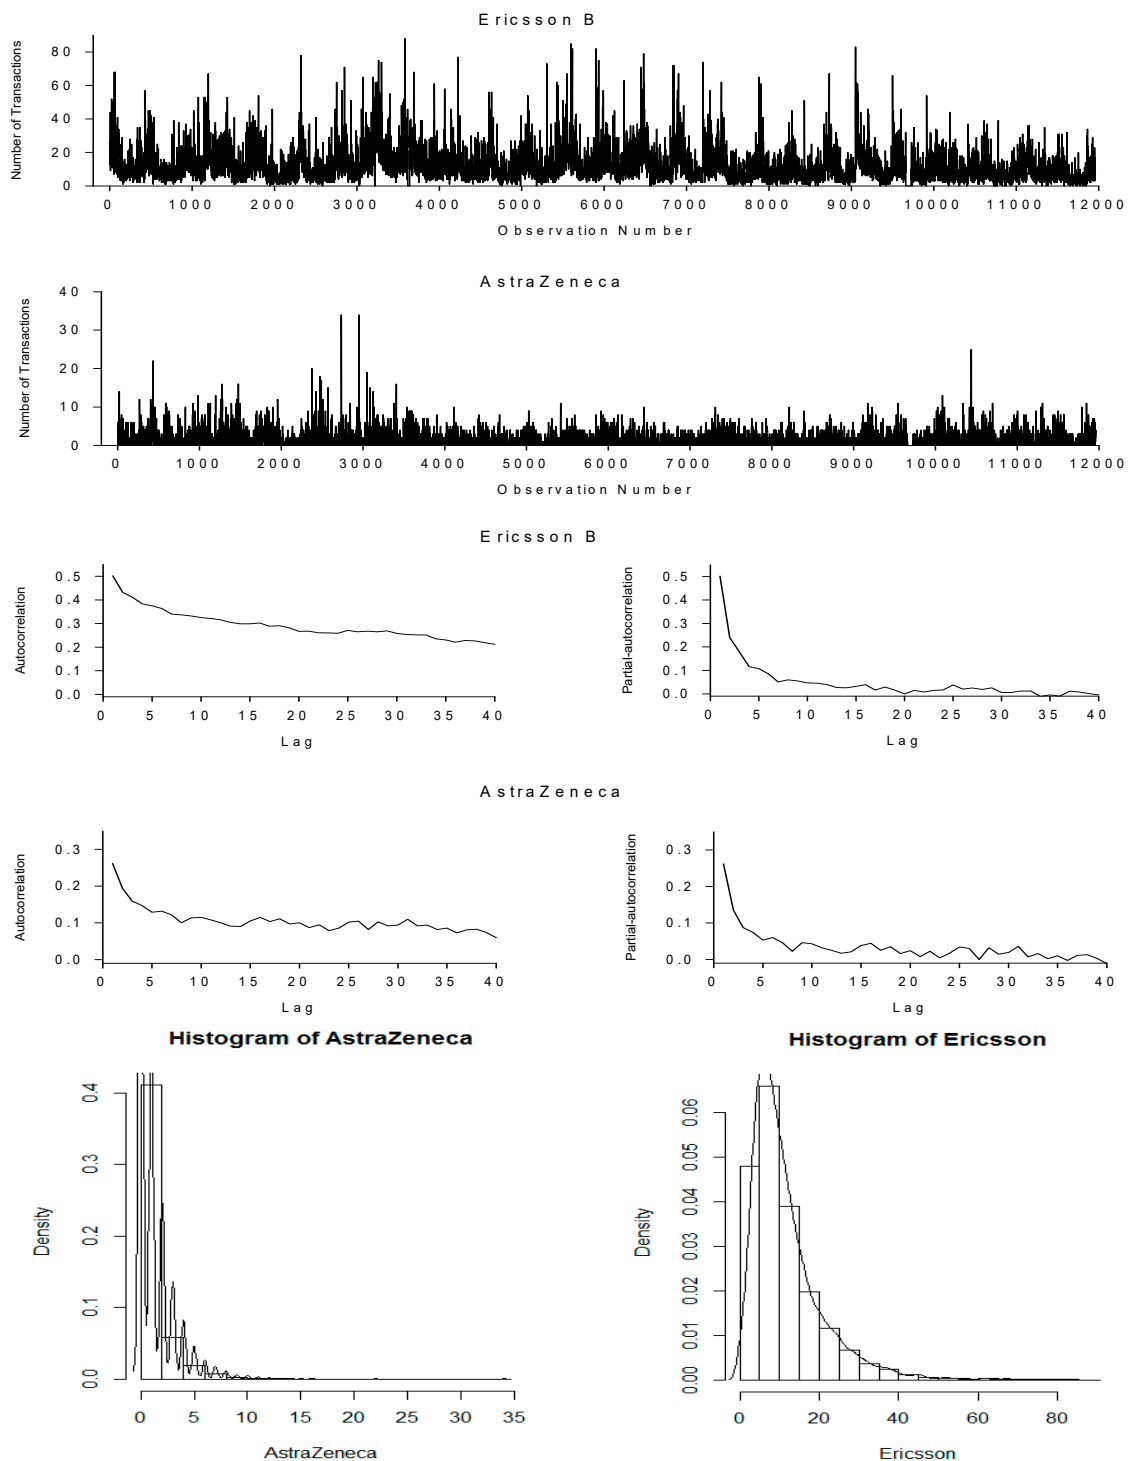 Ericsson B
Number of Transactions
80
60
40
20
0
0 1000 2000 3000 4000 5000 6000 7000 8000 9000 10000 11000 12000
Observation Number
AstraZeneca
Number of Transactions
40
30
20
10
0
0 1000 2000 3000 4000 5000 6000 7000 8000 9000 10000 11000 12000
Observation Number
Ericsson B
Autocorrelation
0.5
0.4
0.3
0.2
0.1
0.0
0 5 10 15 20 25 30 35 40
Lag
Partial-autocorrelation
0.5
0.4
0.3
0.2
0.1
0.0
0 5 10 15 20 25 30 35 40
Lag
AstraZeneca
Autocorrelation
0.3
0.2
0.1
0.0
0 5 10 15 20 25 30 35 40
Lag
Partial-autocorrelation
0.3
0.2
0.1
0.0
0 5 10 15 20 25 30 35 40
Lag
Histogram of AstraZeneca
Density
0.4
0.3
0.2
0.1
0.0
0 5 10 15 20 25 30 35
AstraZeneca
Histogram of Ericsson
Density
0.06
0.05
0.04
0.03
0.02
0.01
0.00
0 20 40 60 80
Ericsson